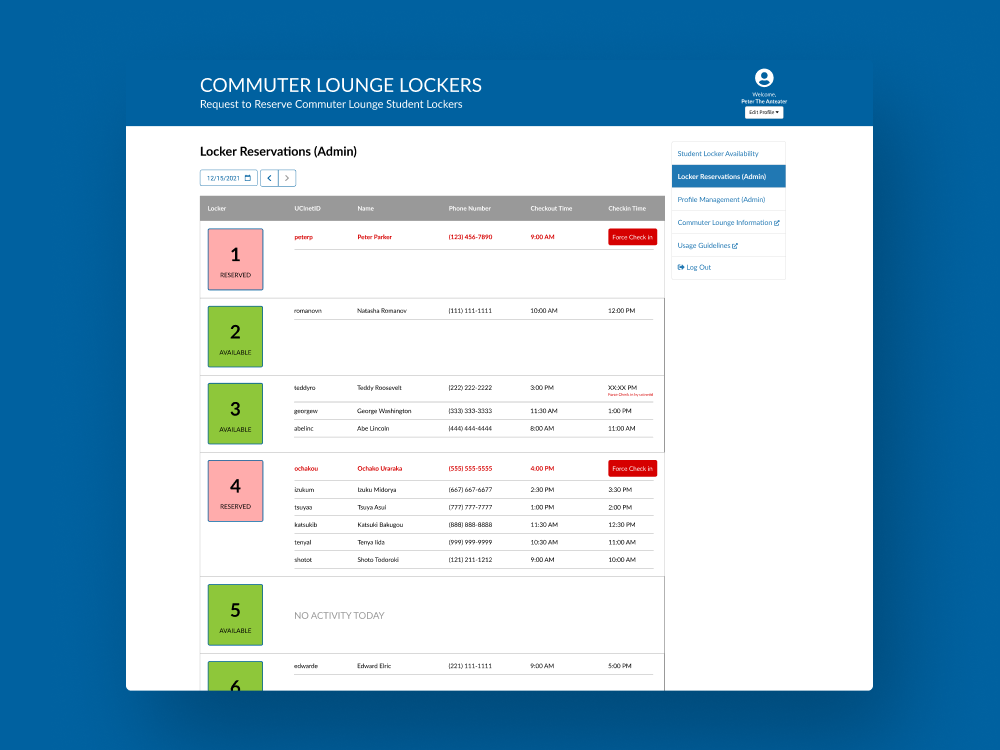 COMMUTER LOUNGE LOCKERS
Request to Reserve Commuter Lounge Student Lockers
Welcome,
Peter The Anteater
Edit Profile
Locker Reservations (Admin)
12/15/2021
Student Locker Availability
Locker Reservations (Admin)
Profile Management (Admin)
Commuter Lounge Information
Usage Guidelines
Log Out
Locker UCinetID Name Phone Number Checkout Time Checkin Time
1
RESERVED
peterp Peter Parker (123) 456-7890 9:00 AM Force Check in
2
AVAILABLE
romanovn Natasha Romanov (111) 111-1111 10:00 AM 12:00 PM
3
AVAILABLE
teddyro Teddy Roosevelt (222) 222-2222 3:00 PM XX:XX PM
Force Check in by
georgew George Washington (333) 333-3333 11:30 AM 1:00 PM
abelinc Abe Lincoln (444) 444-4444 8:00 AM 11:00 AM
4
RESERVED
ochakou Ochako Uraraka (555) 555-5555 4:00 PM Force Check in
izukum Izuku Midorya (667) 667-6677 2:30 PM 3:30 PM
tsuyaa Tsuya Asui (777) 777-7777 1:00 PM 2:00 PM
katsukib Katsuki Bakugou (888) 888-8888 11:30 AM 12:30 PM
tenyaI Tenya Iida (999) 999-9999 10:30 AM 11:00 AM
shotot Shoto Todoroki (121) 211-1212 9:00 AM 10:00 AM
5
AVAILABLE
NO ACTIVITY TODAY
6
edwarde Edward Elric (221) 111-1111 9:00 AM 5:00 PM